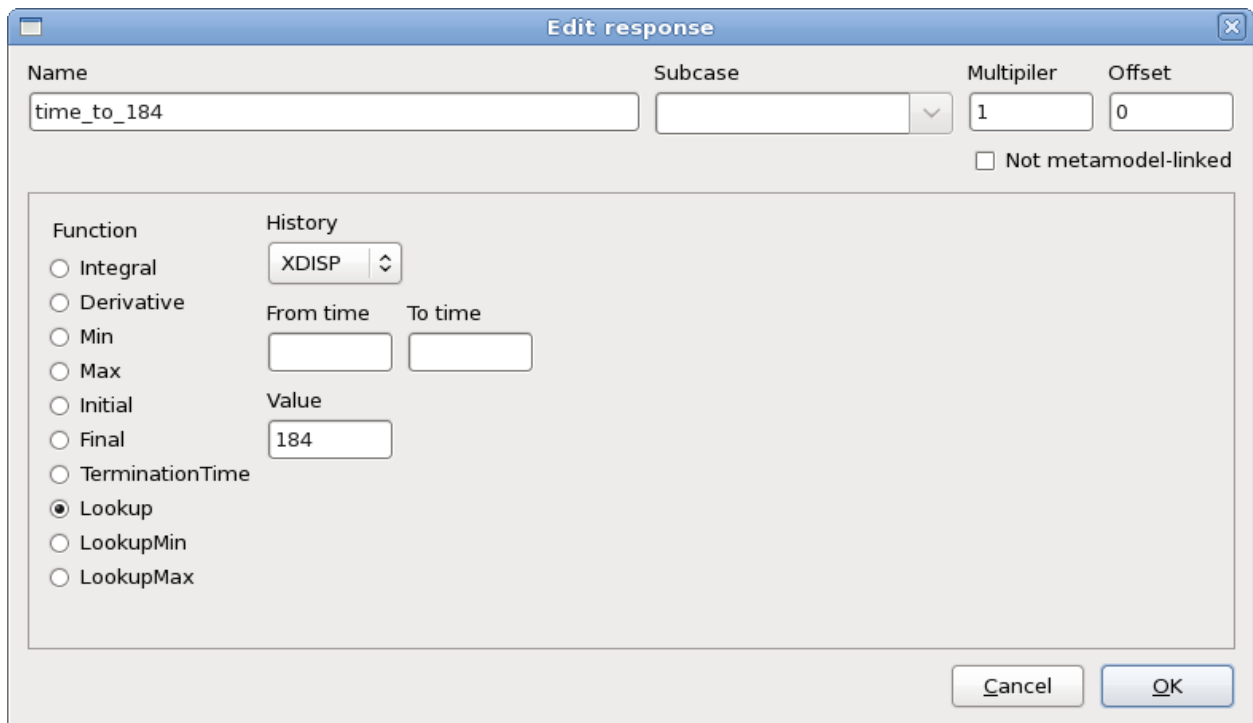 Edit response
Name Subcase Multipiler Offset
time_to_184 1 0
Not metamodel-linked
Function
History
Integral
XDISP
Derivative
From time To time
Min
Max
Value
Initial
184
Final
TerminationTime
Lookup
LookupMin
LookupMax
Cancel OK